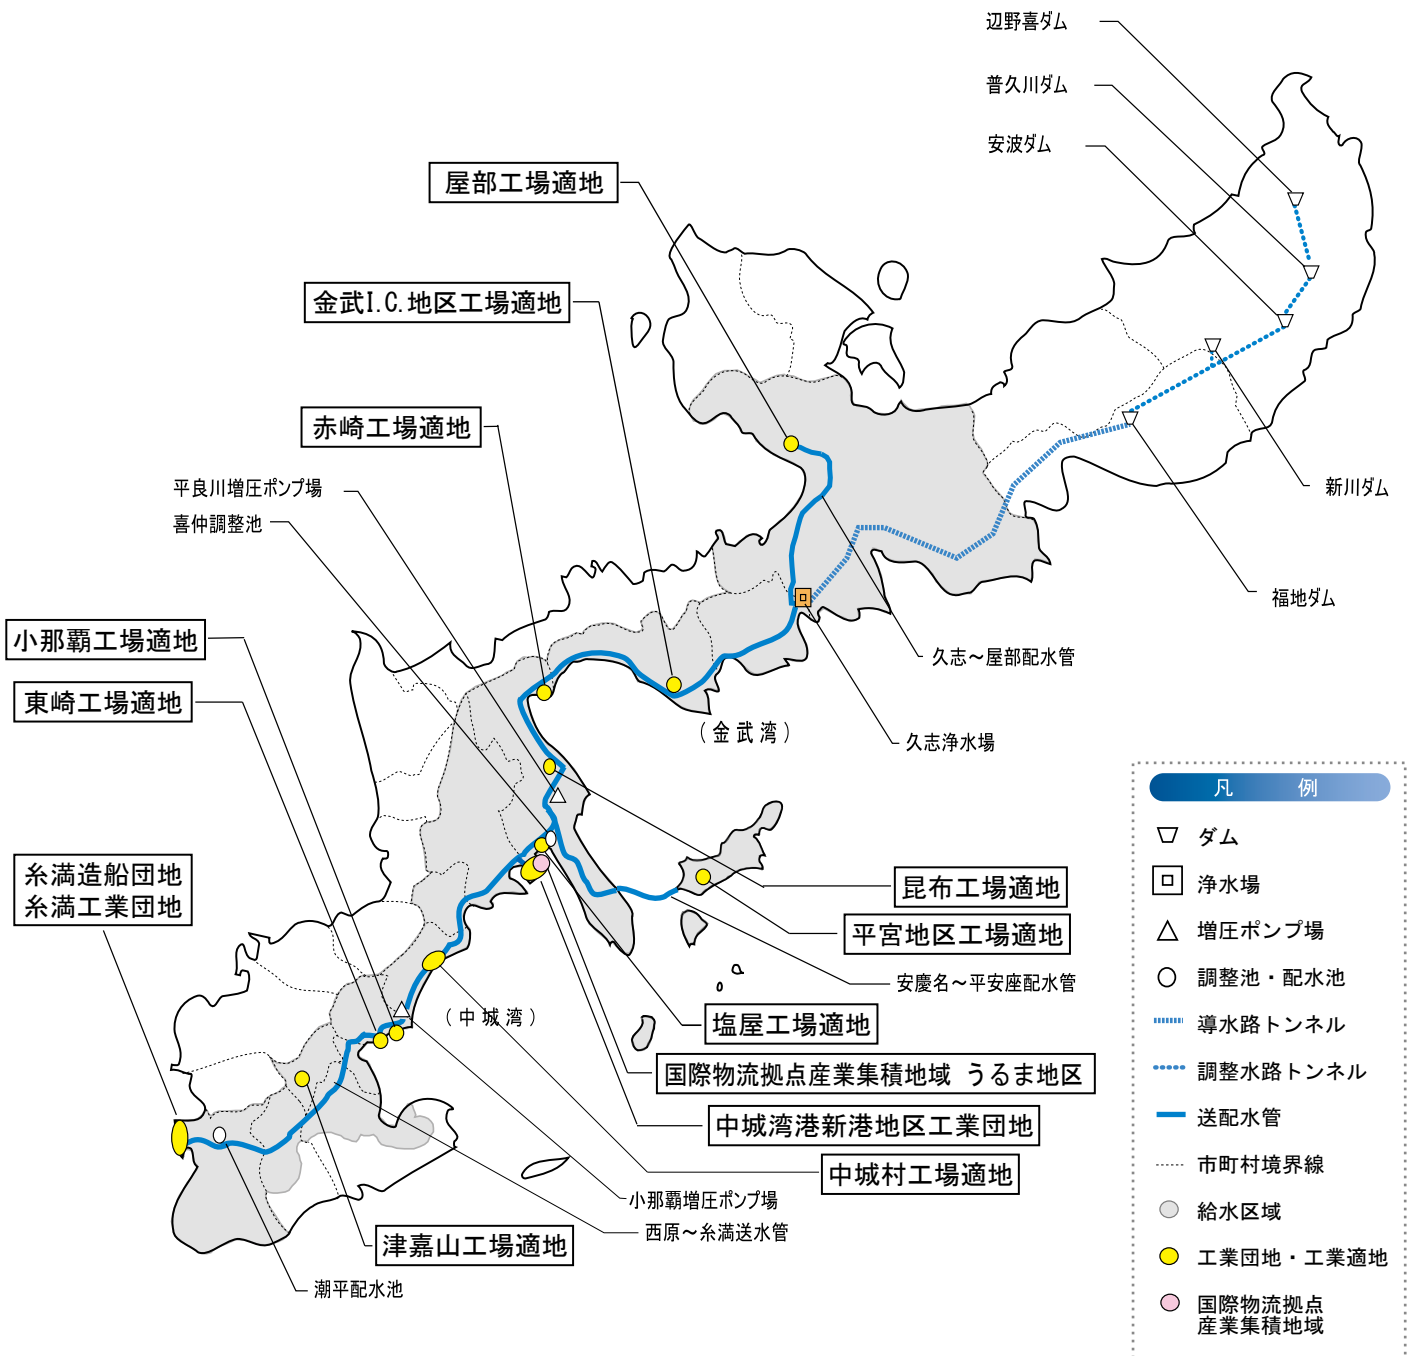 辺野喜ダム
普久川ダム
安波ダム
屋部工場適地
金武I.C.地区工場適地
赤崎工場適地
平良川増圧ポンプ場
喜仲調整池
新川ダム
福地ダム
小那覇工場適地
久志～屋部配水管
東崎工場適地
（金武湾）
久志浄水場
糸満造船団地
糸満工業団地
昆布工場適地
平宮地区工場適地
安慶名～平安座配水管
（中城湾）
塩屋工場適地
国際物流拠点産業集積地域 うるま地区
中城湾港新港地区工業団地
中城村工場適地
小那覇増圧ポンプ場
西原～糸満送水管
津嘉山工場適地
潮平配水池
凡 例
ダム
浄水場
増圧ポンプ場
調整池・配水池
導水路トンネル
調整水路トンネル
送配水管
市町村境界線
給水区域
工業団地・工業適地
国際物流拠点
産業集積地域